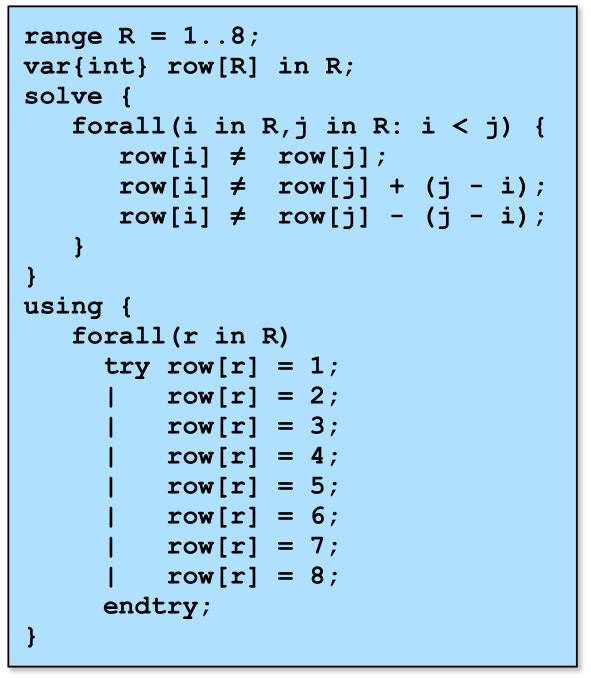 range R = 1..8;
var{int} row[R] in R;
solve {
   forall(i in R,j in R: i < j) {
      row[i] ≠ row[j];
      row[i] ≠ row[j] + (j - i);
      row[i] ≠ row[j] - (j - i);
   }
}
using {
   forall(r in R)
     try row[r] = 1;
     |   row[r] = 2;
     |   row[r] = 3;
     |   row[r] = 4;
     |   row[r] = 5;
     |   row[r] = 6;
     |   row[r] = 7;
     |   row[r] = 8;
     endtry;
}